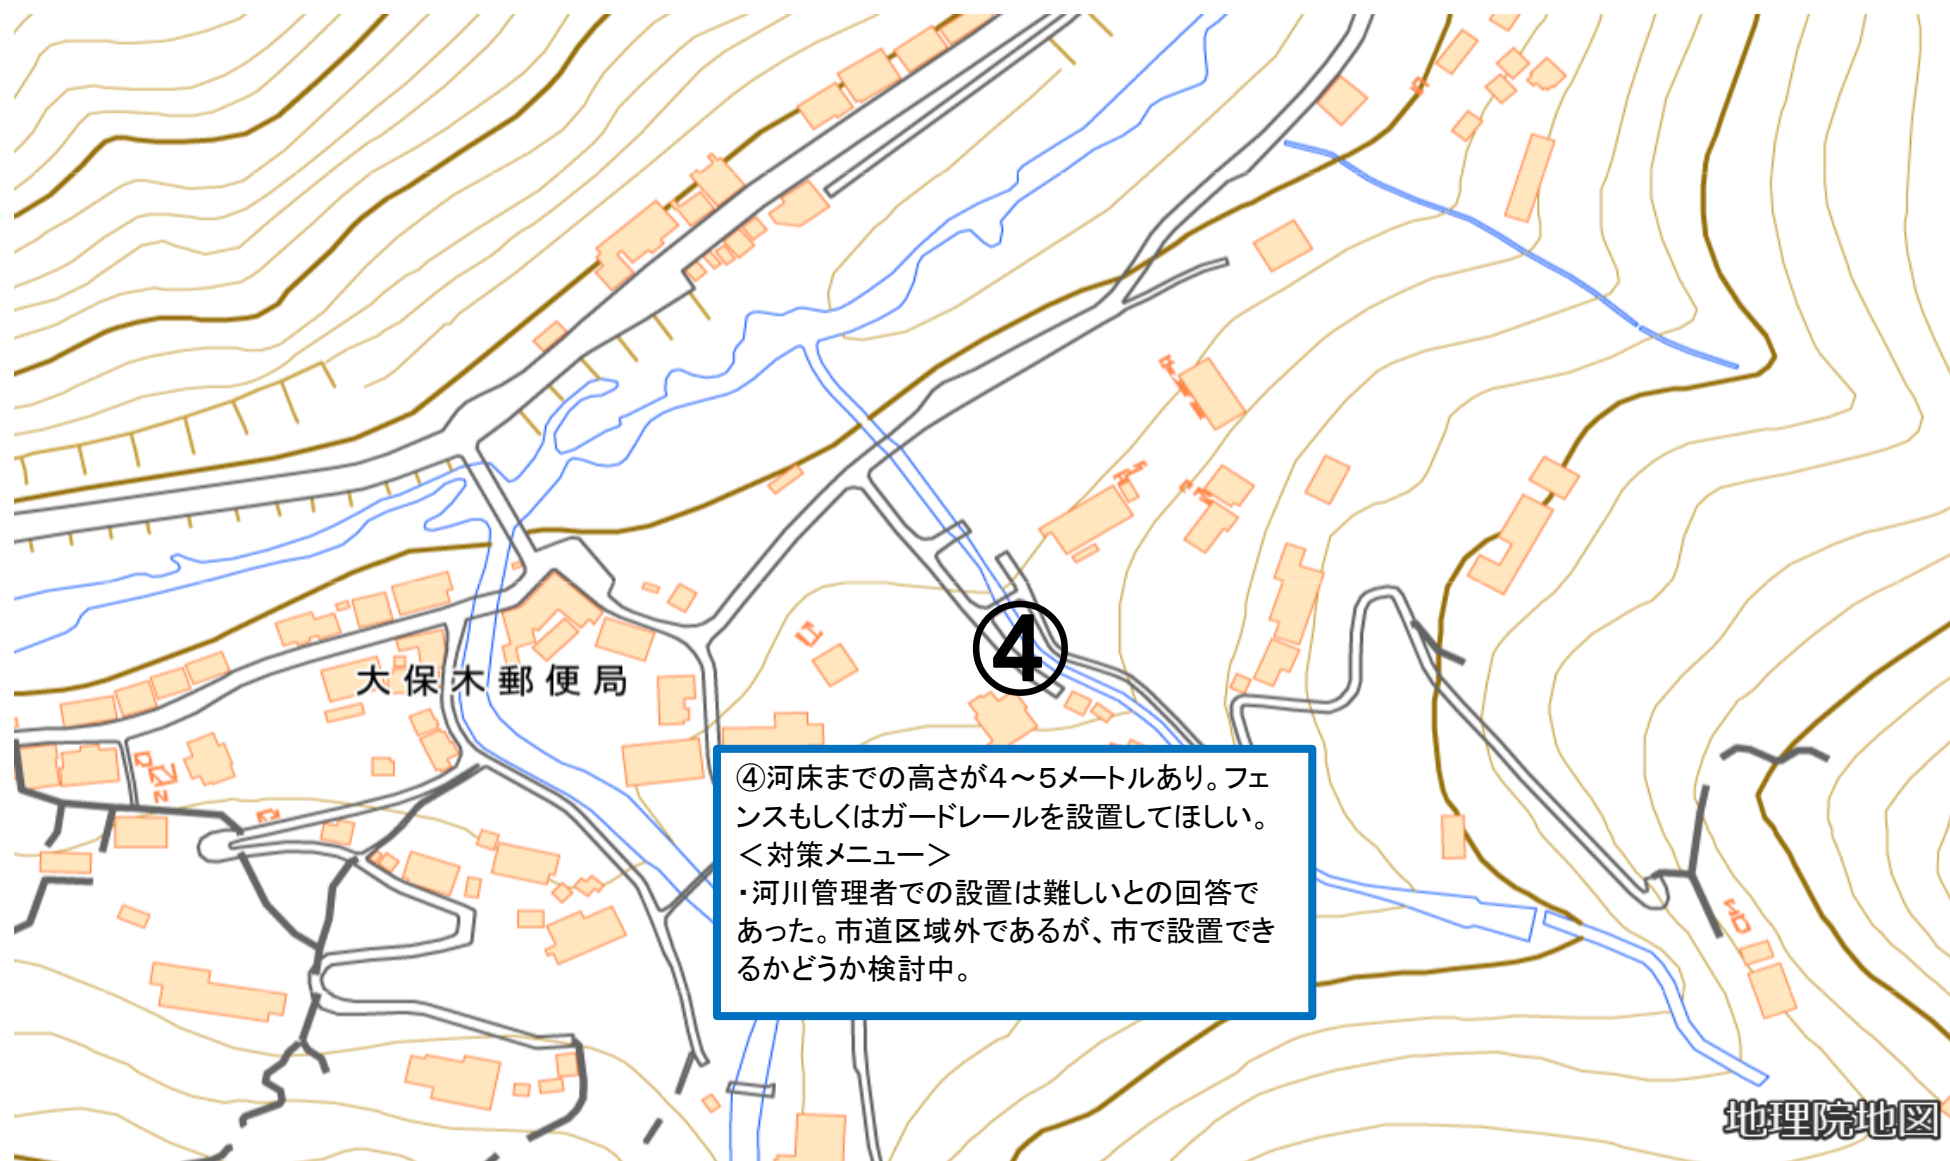 ④
大保木郵便局
④河床までの高さが４～５メートルあり。フェ
ンスもしくはガードレールを設置してほしい。
＜対策メニュー＞
・河川管理者での設置は難しいとの回答で
あった。市道区域外であるが、市で設置でき
るかどうか検討中。
地理院地図